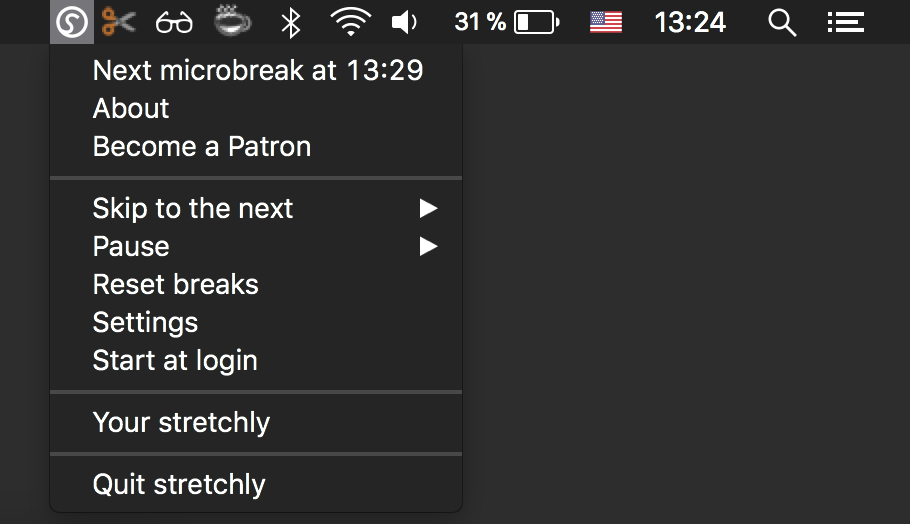 31 % 13:24
Next microbreak at 13:29
About
Become a Patron
Skip to the next
Pause
Reset breaks
Settings
Start at login
Your stretchly
Quit stretchly